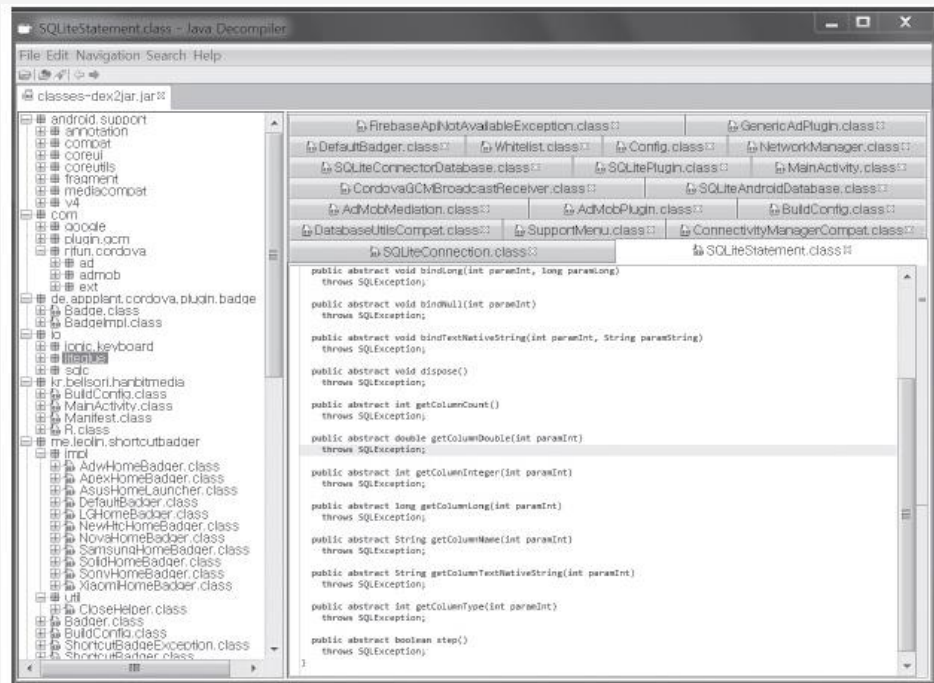 SQLiteStatement.class - Java Decompiler
File Edit Navigation Search Help
classes-dex2jar.jar
android.support
annotation
compat
coreui
coreutils
fragment
mediacompat
v4
com
google
plugin.gcm
rjfun.cordova
ad
admob
ext
de.appplant.cordova.plugin.badge
Badge.class
BadgeImpl.class
io
ionic.keyboard
liteglue
sqlc
kr.bellsori.hanbitmedia
BuildConfig.class
MainActivity.class
Manifest.class
R.class
me.leolin.shortcutbadger
impl
AdwHomeBadger.class
ApexHomeBadger.class
AsusHomeLauncher.class
DefaultBadger.class
LGHomeBadger.class
NewHtcHomeBadger.class
NovaHomeBadger.class
SamsungHomeBadger.class
SolidHomeBadger.class
SonyHomeBadger.class
XiaomiHomeBadger.class
util
CloseHelper.class
Badger.class
BuildConfig.class
ShortcutBadgeException.class
ShortcutBadger.class
FirebaseApiNotAvailableException.class GenericAdPlugin.class
DefaultBadger.class Whitelist.class Config.class NetworkManager.class
SQLiteConnectorDatabase.class SQLitePlugin.class MainActivity.class
CordovaGCMBroadcastReceiver.class SQLiteAndroidDatabase.class
AdMobMediation.class AdMobPlugin.class BuildConfig.class
DatabaseUtilsCompat.class SupportMenu.class ConnectivityManagerCompat.class
SQLiteConnection.class SQLiteStatement.class
public abstract void bindLong(int paramInt, long paramLong)
throws SQLException;
public abstract void bindNull(int paramInt)
throws SQLException;
public abstract void bindTextNativeString(int paramInt, String paramString)
throws SQLException;
public abstract void dispose()
throws SQLException;
public abstract int getColumnCount()
throws SQLException;
public abstract double getColumnDouble(int paramInt)
throws SQLException;
public abstract int getColumnInteger(int paramInt)
throws SQLException;
public abstract long getColumnLong(int paramInt)
throws SQLException;
public abstract String getColumnName(int paramInt)
throws SQLException;
public abstract String getColumnTextNativeString(int paramInt)
throws SQLException;
public abstract int getColumnType(int paramInt)
throws SQLException;
public abstract boolean step()
throws SQLException;
}